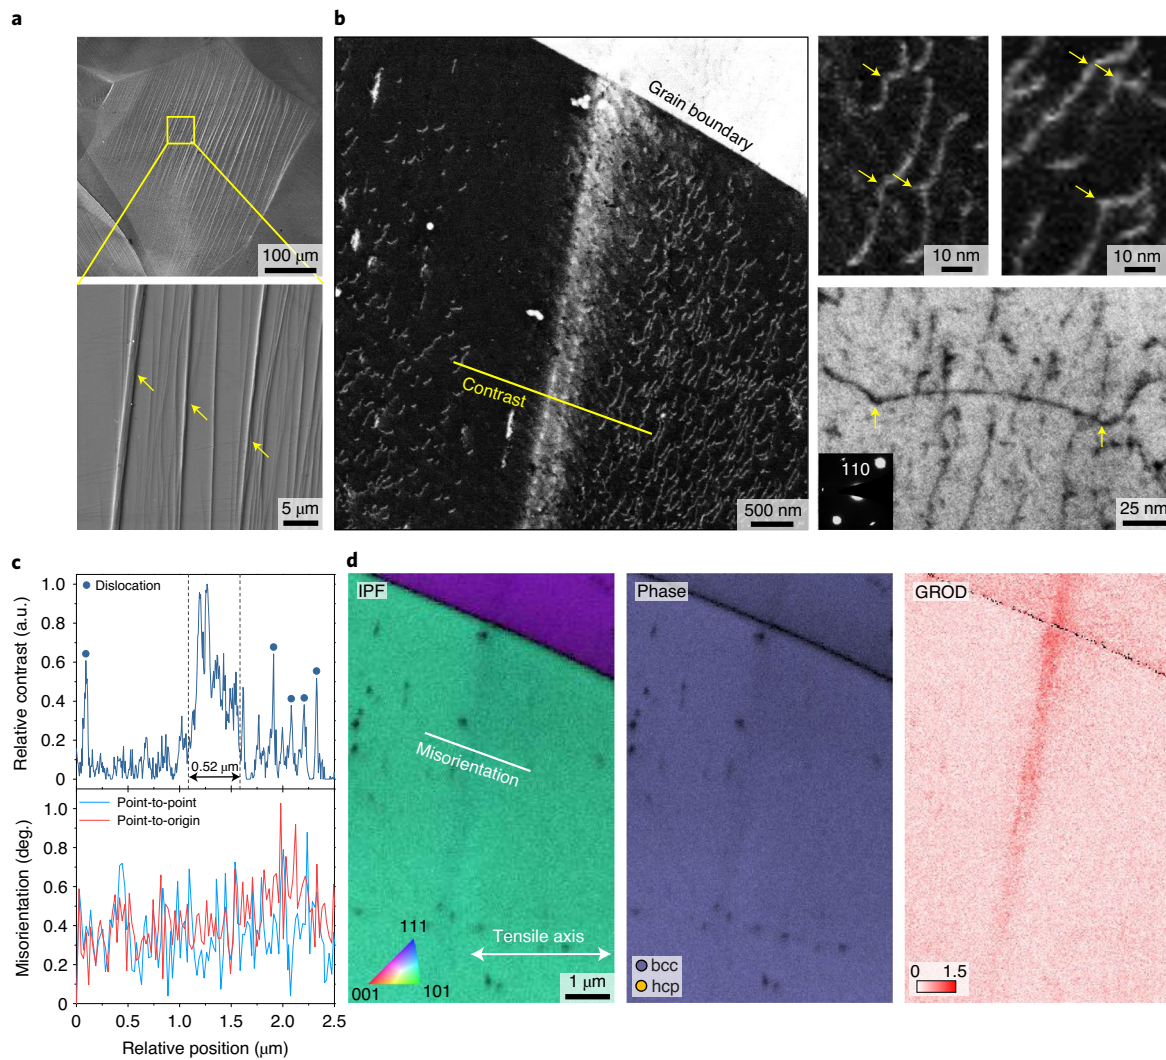 a
100 μm
5 μm
b
Grain boundary
Contrast
500 nm
10 nm
10 nm
110
25 nm
c
Dislocation
Relative contrast (a.u.)
1.0
0.8
0.6
0.4
0.2
0
0.52 μm
Point-to-point
Point-to-origin
Misorientation (deg.)
1.0
0.8
0.6
0.4
0.2
0
0
0.5
1.0
1.5
2.0
2.5
Relative position (μm)
d
IPF
Misorientation
111
001
101
Tensile axis
1 μm
Phase
bcc
hcp
GROD
0
1.5